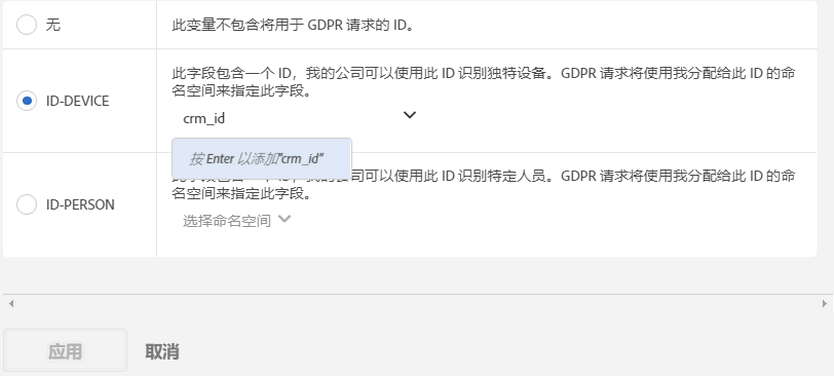 无
此变量不包含将用于 GDPR 请求的 ID。
ID-DEVICE
此字段包含一个 ID，我的公司可以使用此 ID 识别独特设备。GDPR 请求将使用我分配给此 ID 的命
名空间来指定此字段。
crm_id
按 Enter 以添加"crm_id"
ID-PERSON
公司可以使用此 ID 识别特定人员。GDPR 请求将使用我分配给此 ID 的命
名空间来指定此字段。
选择命名空间
应用
取消